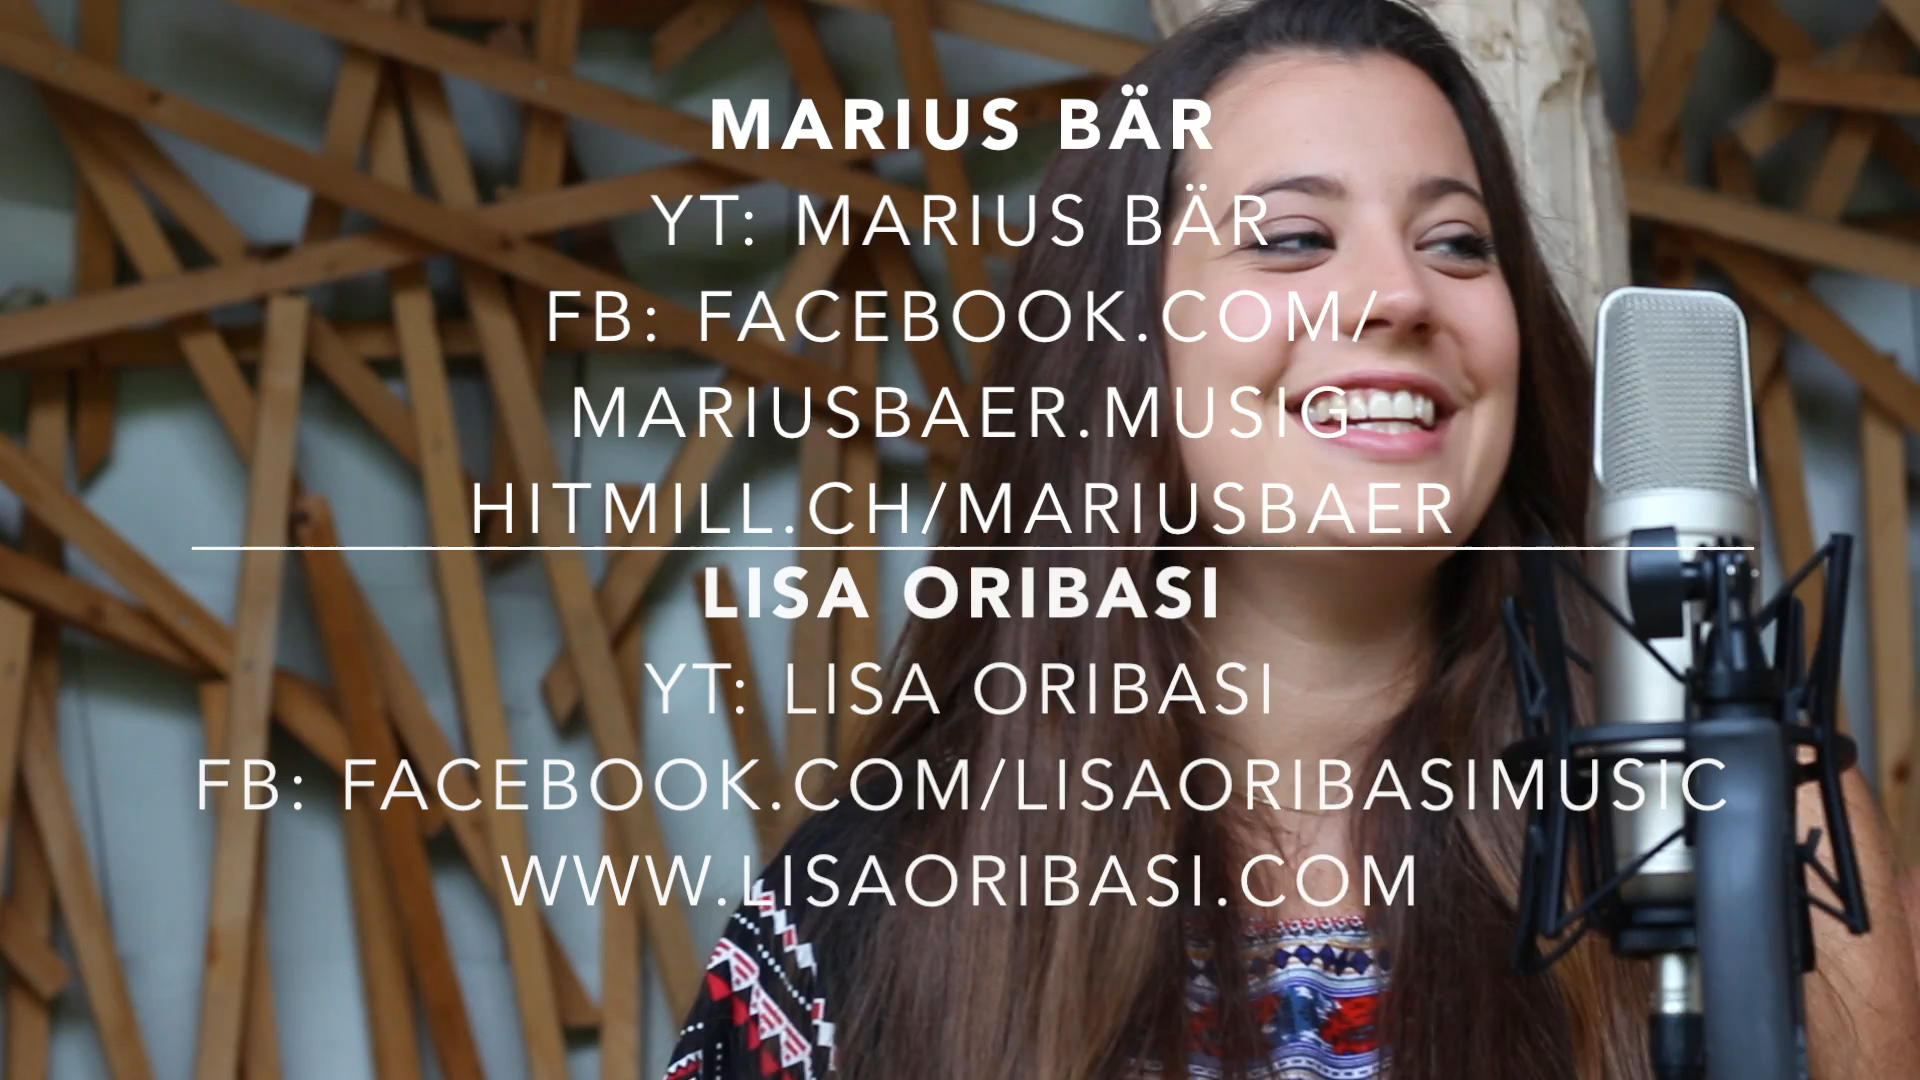 MARIUS BÄR
YT: MARIUS BÄR
FB: FACEBOOK.COM/
MARIUSBAER.MUSIG
HITMILL.CH/MARIUSBAER
LISA ORIBASI
YT: LISA ORIBASI
FB: FACEBOOK.COM/LISAORIBASIMUSIC
WWW.LISAORIBASI.COM